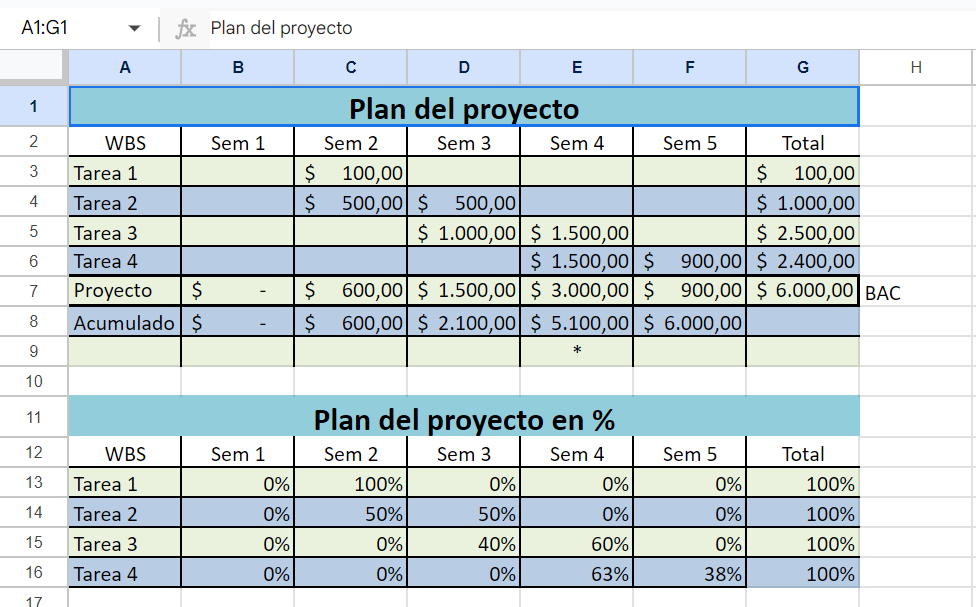 A1:G1 fx Plan del proyecto
A B C D E F G H
1 Plan del proyecto
2 WBS Sem 1 Sem 2 Sem 3 Sem 4 Sem 5 Total
3 Tarea 1 $ 100,00 $ 100,00
4 Tarea 2 $ 500,00 $ 500,00 $ 1.000,00
5 Tarea 3 $ 1.000,00 $ 1.500,00 $ 2.500,00
6 Tarea 4 $ 1.500,00 $ 900,00 $ 2.400,00
7 Proyecto $ - $ 600,00 $ 1.500,00 $ 3.000,00 $ 900,00 $ 6.000,00 BAC
8 Acumulado $ - $ 600,00 $ 2.100,00 $ 5.100,00 $ 6.000,00
9 *
10
11 Plan del proyecto en %
12 WBS Sem 1 Sem 2 Sem 3 Sem 4 Sem 5 Total
13 Tarea 1 0% 100% 0% 0% 0% 100%
14 Tarea 2 0% 50% 50% 0% 0% 100%
15 Tarea 3 0% 0% 40% 60% 0% 100%
16 Tarea 4 0% 0% 0% 63% 38% 100%
17